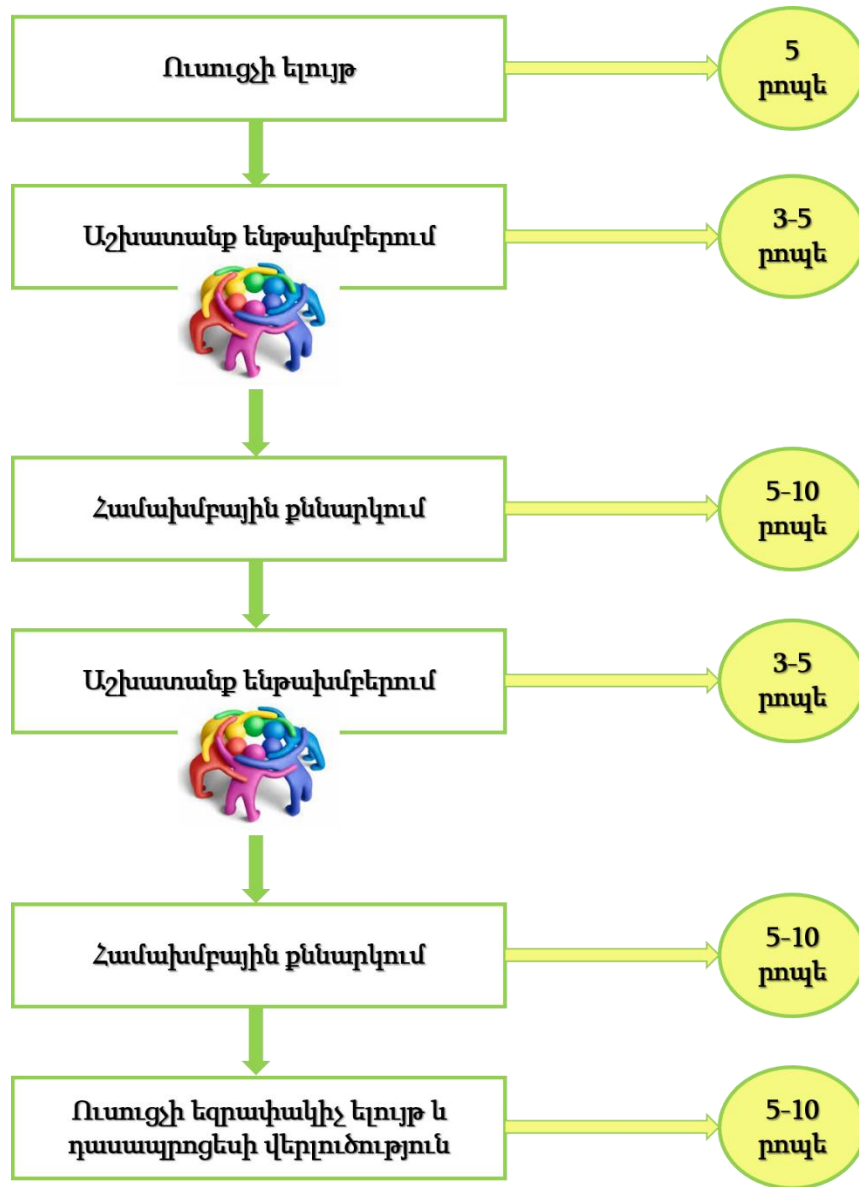 Ուսուցչի ելույթ
5
րոպե
Աշխատանք ենթախմբերում
3-5
րոպե
Համախմբային քննարկում
5-10
րոպե
Աշխատանք ենթախմբերում
3-5
րոպե
Համախմբային քննարկում
5-10
րոպե
Ուսուցչի եզրափակիչ ելույթ և
դասապրոցեսի վերլուծություն
5-10
րոպե